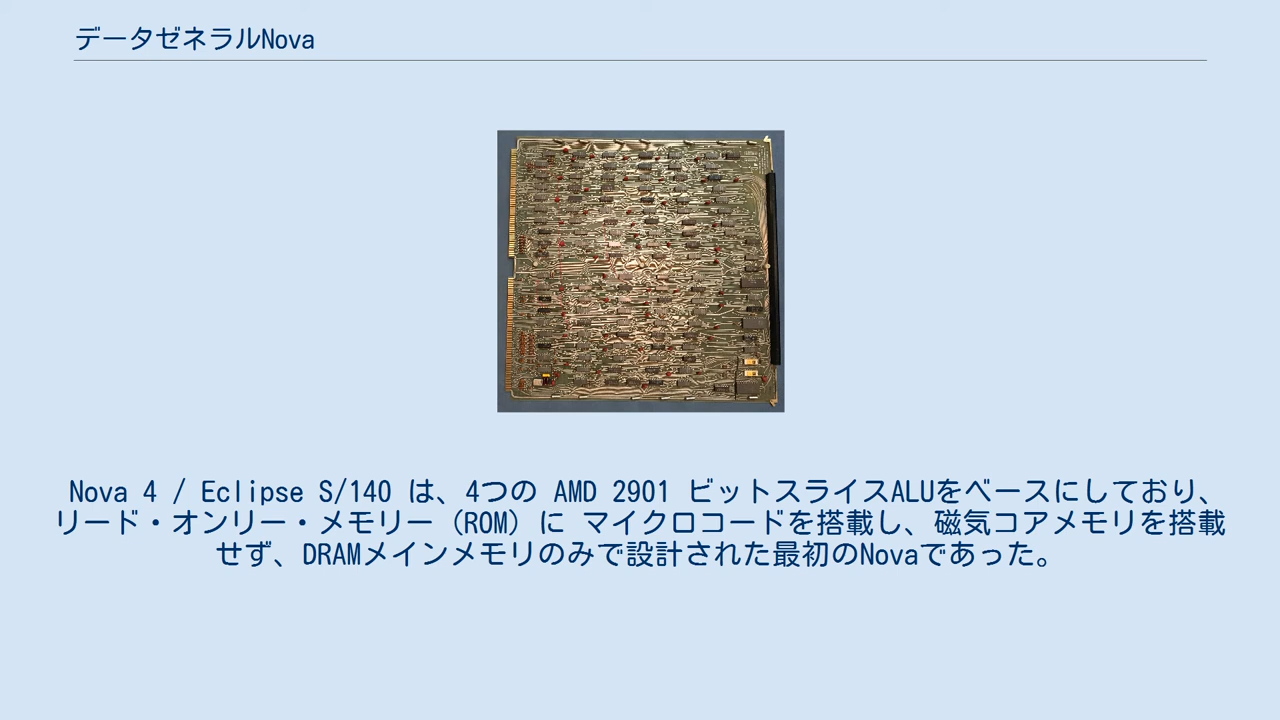 データゼネラルNova
Nova 4 / Eclipse S/140 は、4つの AMD 2901 ビットスライスALUをベースにしており、
リード・オンリー・メモリー (ROM) に マイクロコードを搭載し、磁気コアメモリを搭載
せず、DRAMメインメモリのみで設計された最初のNovaであった。